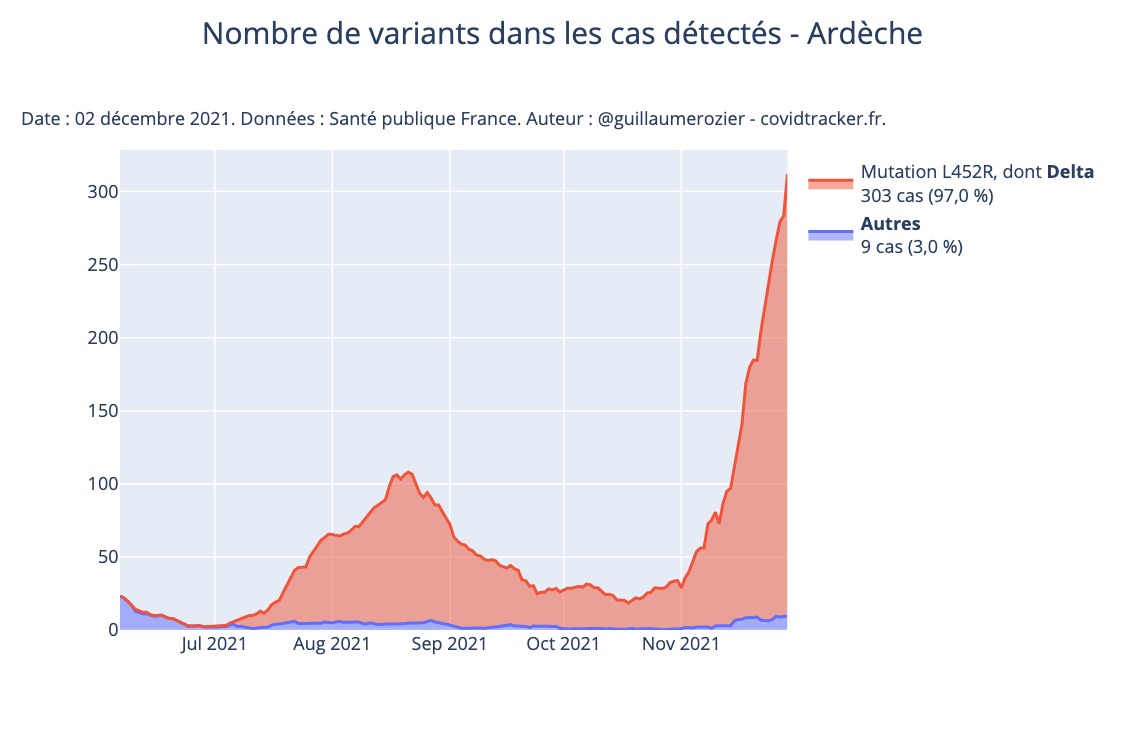 Nombre de variants dans les cas détectés - Ardèche
Date : 02 décembre 2021. Données : Santé publique France. Auteur : @guillaumerozier - covidtracker.fr.
Mutation L452R, dont Delta
303 cas (97,0 %)
Autres
9 cas (3,0 %)
300
250
200
150
100
50
0
Jul 2021 Aug 2021 Sep 2021 Oct 2021 Nov 2021